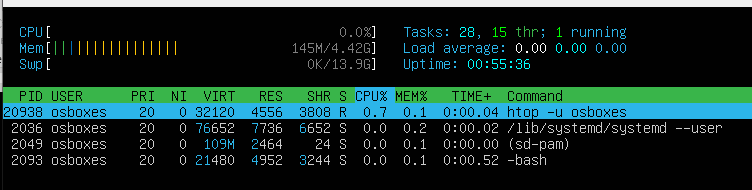 CPU[ 0.0%] Tasks: 28, 15 thr; 1 running
Mem[|||||||||||||||| 145M/4.42G] Load average: 0.00 0.00 0.00
Swp[ 0K/13.9G] Uptime: 00:55:36
PID USER PRI NI VIRT RES SHR S CPU% MEM% TIME+ Command
20938 osboxes 20 0 32120 4556 3808 R 0.7 0.1 0:00.04 htop -u osboxes
2036 osboxes 20 0 76652 7736 6652 S 0.0 0.2 0:00.02 /lib/systemd/systemd --user
2049 osboxes 20 0 109M 2464 24 S 0.0 0.1 0:00.00 (sd-pam)
2093 osboxes 20 0 21480 4952 3244 S 0.0 0.1 0:00.52 -bash